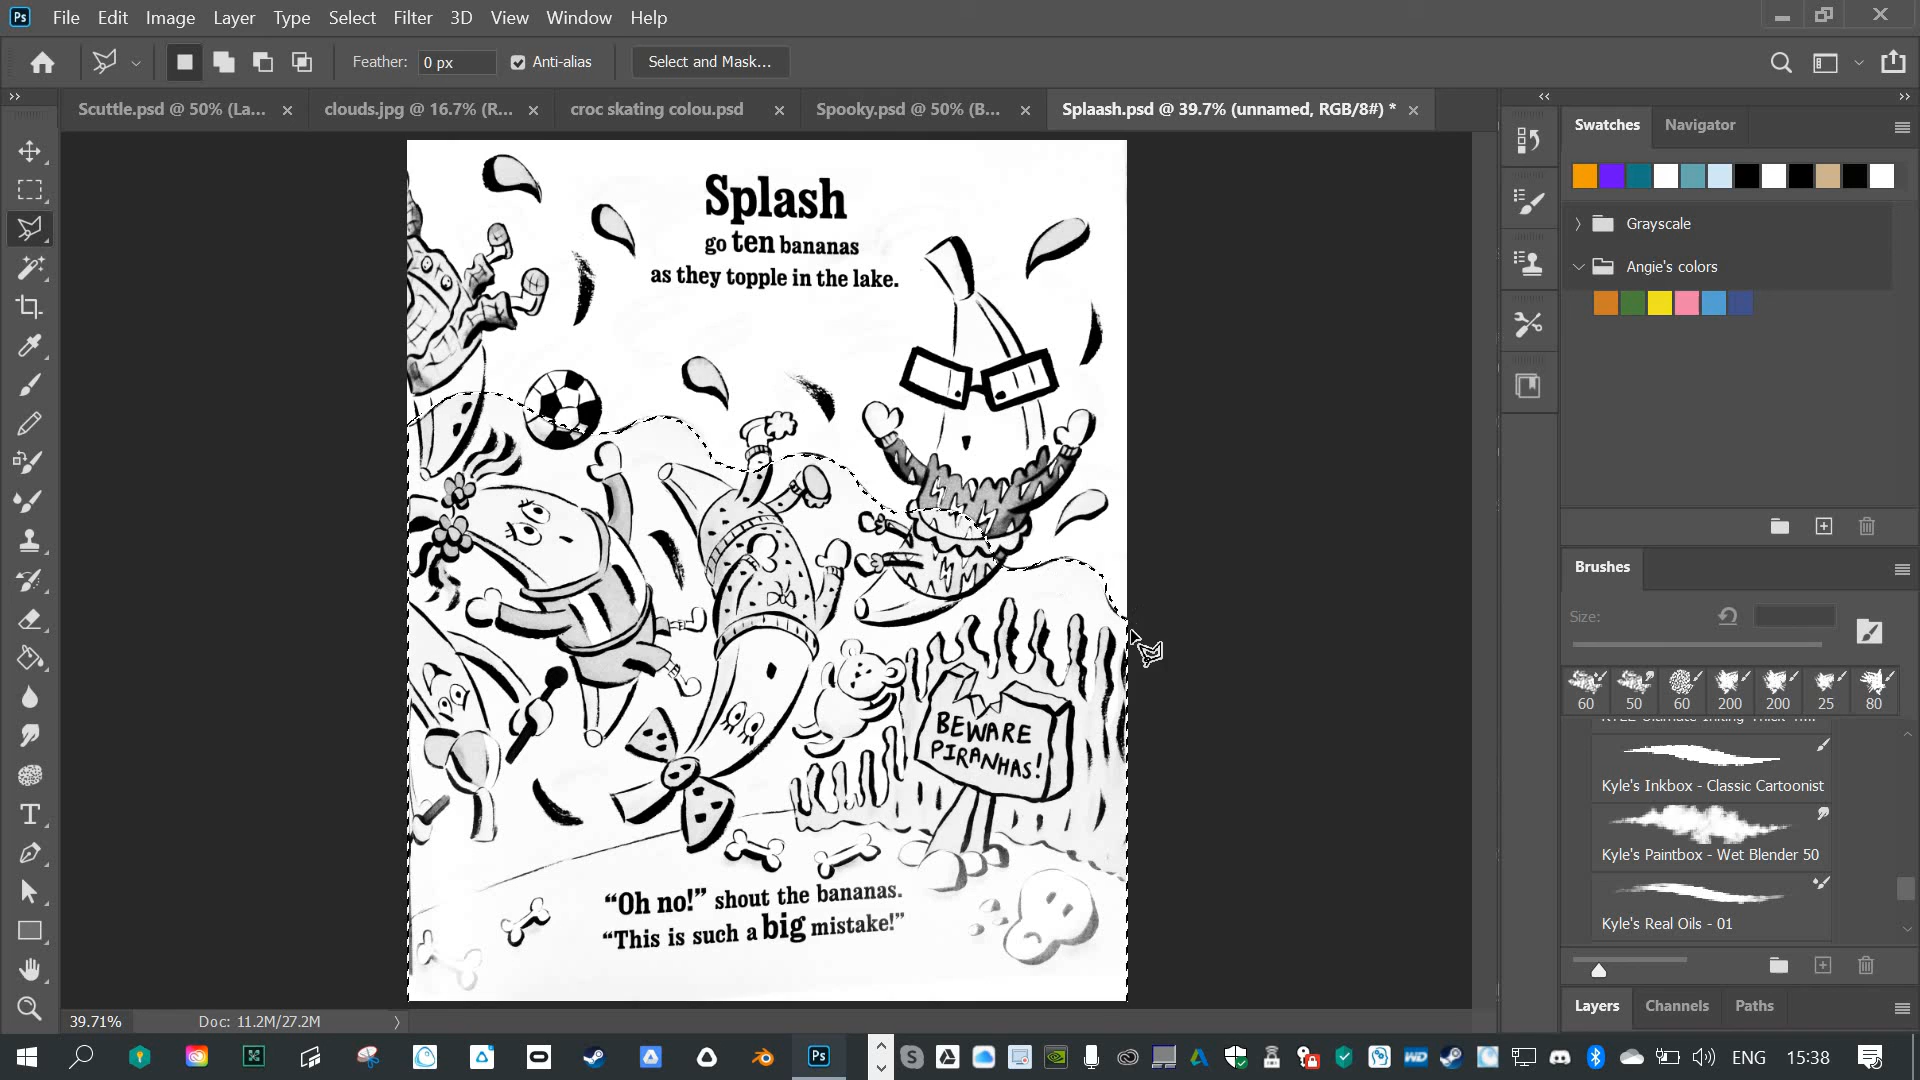 File Edit Image Layer Type Select Filter 3D View Window Help
Feather: 0 px Anti-alias Select and Mask...
Scuttle.psd @ 50% (La...
clouds.jpg @ 16.7% (R...
croc skating colou.psd
Spooky.psd @ 50% (B...
Splaash.psd @ 39.7% (unnamed, RGB/8#) *
Swatches Navigator
Grayscale
Angie's colors
Splash
go ten bananas
as they topple in the lake.
BEWARE
PIRANHAS!
"Oh no!" shout the bananas.
"This is such a big mistake!"
Brushes
Size:
60 50 60 200 200 25 80
Kyle's Inkbox - Classic Cartoonist
Kyle's Paintbox - Wet Blender 50
Kyle's Real Oils - 01
Layers Channels Paths
39.71% Doc: 11.2M/27.2M
ENG 15:38